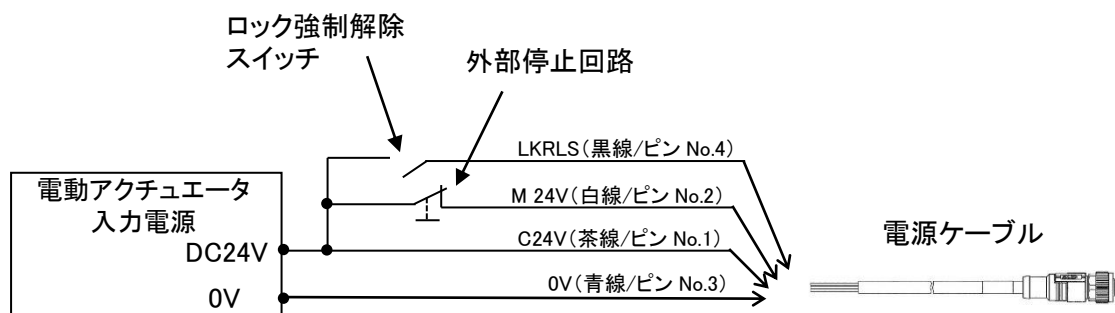 ロック強制解除
スイッチ
外部停止回路
LKRLS（黒線/ピン No.4）
電動アクチュエータ
入力電源
M 24V（白線/ピン No.2）
DC24V
C24V（茶線/ピン No.1）
電源ケーブル
0V
0V（青線/ピン No.3）